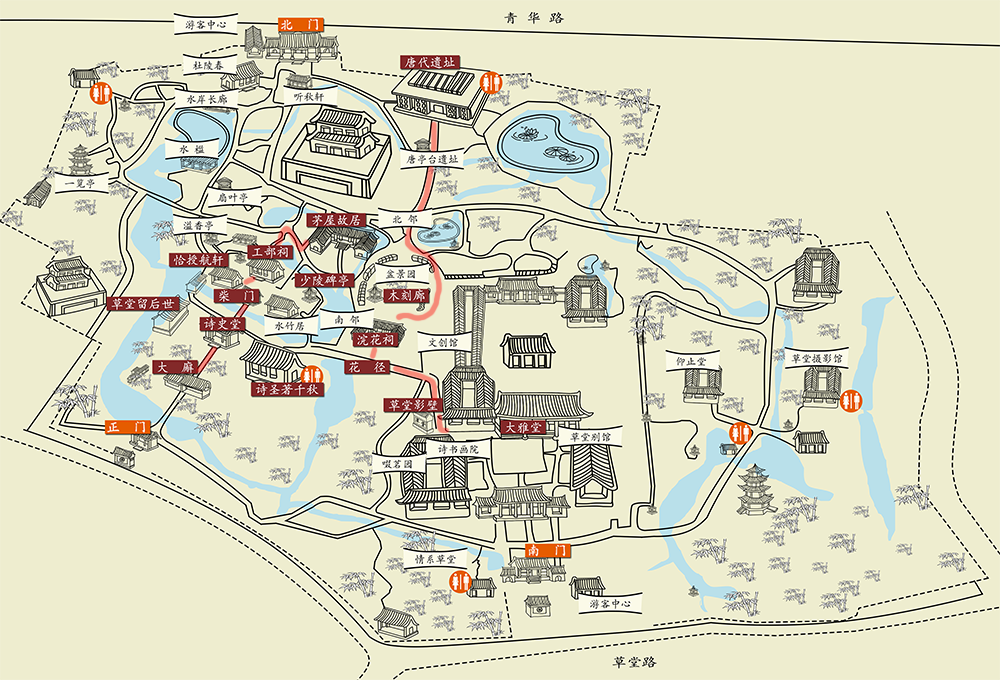 青华路
游客中心
北 门
唐代遗址
杜陵春
水岸长廊
听秋轩
水槛
唐亭台遗址
一览亭
扇叶亭
茅屋故居
北邻
溢香亭
工部祠
恰授航轩
盆景园
少陵碑亭
柴 门
木刻廊
草堂留后世
诗史堂
水竹居
南邻
浣花祠
文创馆
大廨
花 径
诗圣著千秋
仰止堂
草堂摄影馆
草堂影壁
正 门
大雅堂
诗书画院
草堂别馆
啜茗园
南 门
情系草堂
游客中心
草堂路